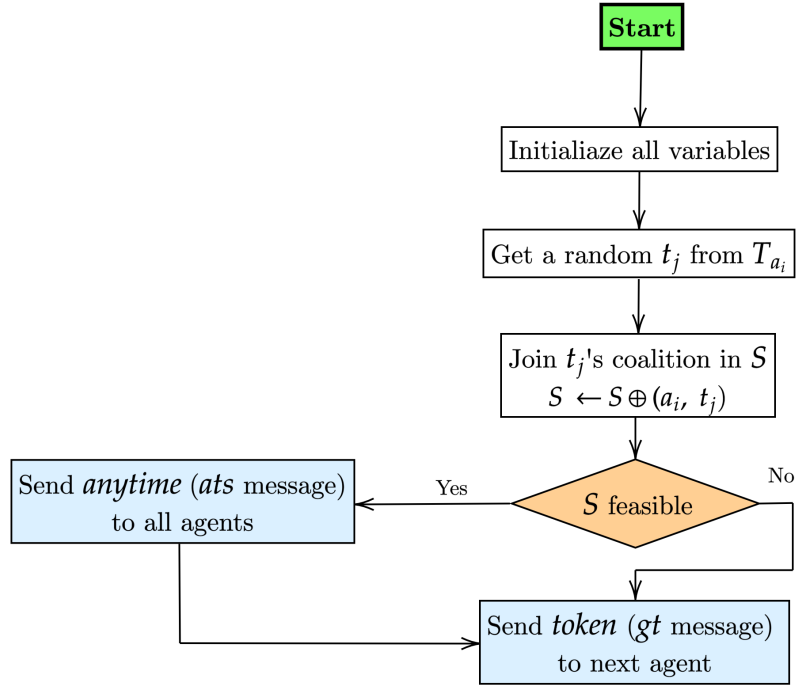 Start
Initialiaze all variables
Get a random t_j from T_{a_i}
Join t_j's coalition in S
S ← S ⊕ (a_i, t_j)
S feasible
Yes
No
Send anytime (ats message)
to all agents
Send token (gt message)
to next agent